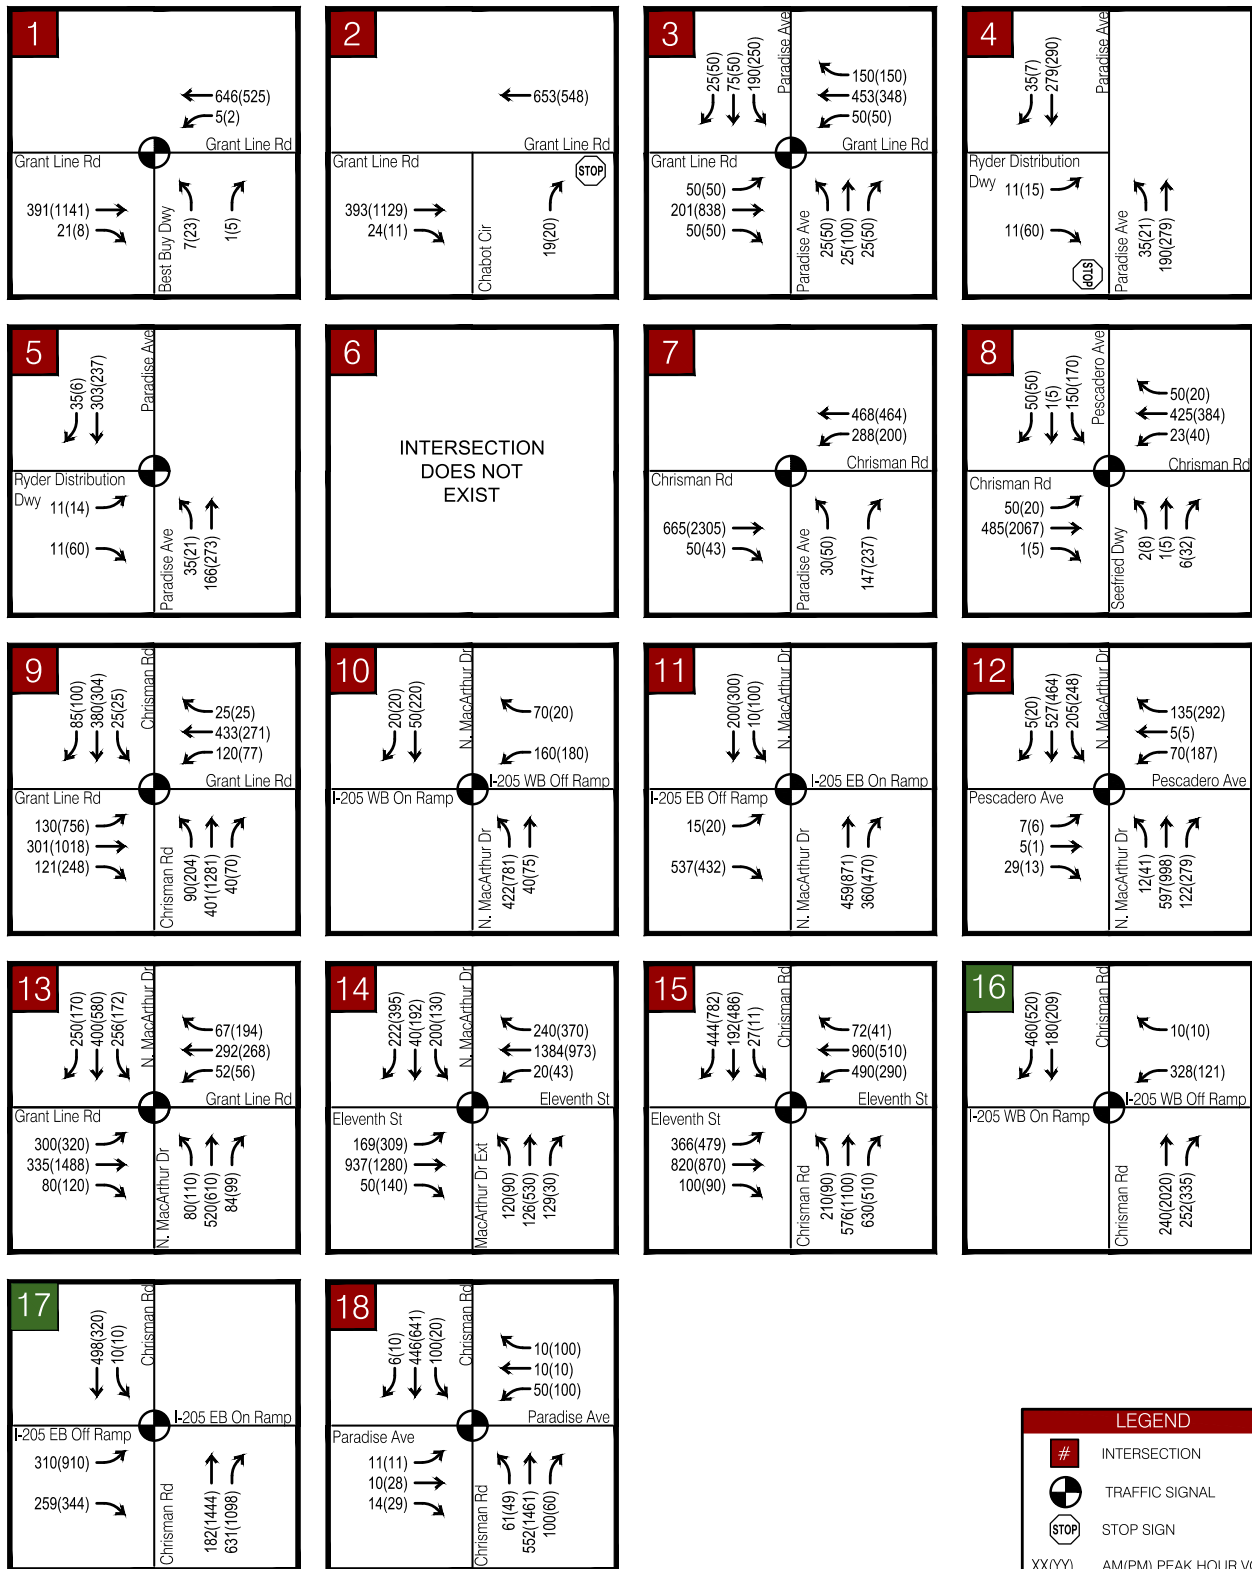 1
646(525)
5(2)
Grant Line Rd
Grant Line Rd
391(1141)
21(8)
Best Buy Dwy
7(23)
1(5)
2
653(548)
Grant Line Rd
Grant Line Rd
STOP
393(1129)
24(11)
Chabot Cir
19(20)
3
25(50)
75(50)
190(250)
Paradise Ave
150(150)
453(348)
50(50)
Grant Line Rd
Grant Line Rd
50(50)
201(838)
50(50)
Paradise Ave
25(50)
25(100)
25(50)
4
35(7)
279(290)
Paradise Ave
Ryder Distribution
Dwy
11(15)
11(60)
STOP
Paradise Ave
35(21)
190(279)
5
35(6)
303(237)
Paradise Ave
Ryder Distribution
Dwy
11(14)
11(60)
Paradise Ave
35(21)
166(273)
6
INTERSECTION
DOES NOT
EXIST
7
468(464)
288(200)
Chrisman Rd
Chrisman Rd
665(2305)
50(43)
Paradise Ave
30(50)
147(237)
8
50(50)
1(5)
150(170)
Pescadero Ave
50(20)
425(384)
23(40)
Chrisman Rd
Chrisman Rd
50(20)
485(2067)
1(5)
Seefried Dwy
2(8)
1(5)
6(32)
9
85(100)
380(304)
25(25)
Chrisman Rd
25(25)
433(271)
120(77)
Grant Line Rd
Grant Line Rd
130(756)
301(1018)
121(248)
Chrisman Rd
90(204)
401(1281)
40(70)
10
20(20)
50(220)
N. MacArthur Dr
70(20)
160(180)
I-205 WB Off Ramp
I-205 WB On Ramp
N. MacArthur Dr
422(781)
40(75)
11
200(300)
10(100)
N. MacArthur Dr
I-205 EB On Ramp
I-205 EB Off Ramp
15(20)
537(432)
N. MacArthur Dr
459(871)
360(470)
12
5(20)
527(464)
205(248)
N. MacArthur Dr
135(292)
5(5)
70(187)
Pescadero Ave
Pescadero Ave
7(6)
5(1)
29(13)
N. MacArthur Dr
12(41)
597(998)
122(279)
13
250(170)
400(580)
256(172)
N. MacArthur Dr
67(194)
292(268)
52(56)
Grant Line Rd
Grant Line Rd
300(320)
335(1488)
80(120)
N. MacArthur Dr
80(110)
520(610)
84(99)
14
222(395)
40(192)
200(130)
N. MacArthur Dr
240(370)
1384(973)
20(43)
Eleventh St
Eleventh St
169(309)
937(1280)
50(140)
MacArthur Dr Ext
120(90)
126(530)
129(30)
15
444(782)
192(486)
27(11)
Chrisman Rd
72(41)
960(510)
490(290)
Eleventh St
Eleventh St
366(479)
820(870)
100(90)
Chrisman Rd
210(90)
576(1100)
630(510)
16
460(520)
180(209)
Chrisman Rd
10(10)
328(121)
I-205 WB Off Ramp
I-205 WB On Ramp
Chrisman Rd
240(2020)
252(335)
17
498(320)
10(10)
Chrisman Rd
I-205 EB On Ramp
I-205 EB Off Ramp
310(910)
259(344)
Chrisman Rd
182(1444)
631(1098)
18
6(10)
446(641)
100(20)
Chrisman Rd
10(100)
10(10)
50(100)
Paradise Ave
Paradise Ave
11(11)
10(28)
14(29)
Chrisman Rd
61(49)
552(1461)
100(60)
LEGEND
# INTERSECTION
TRAFFIC SIGNAL
STOP STOP SIGN
XX(YY) AM(PM) PEAK HOUR